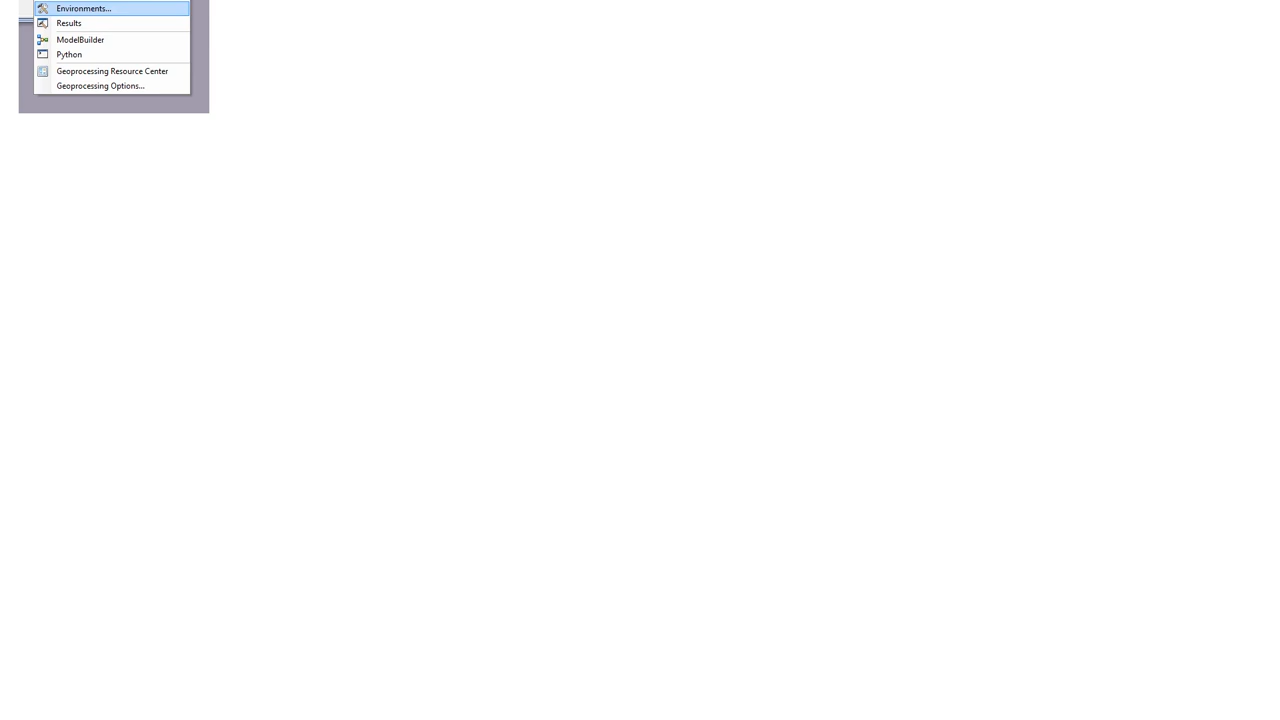 Environments...
Results
ModelBuilder
Python
Geoprocessing Resource Center
Geoprocessing Options...